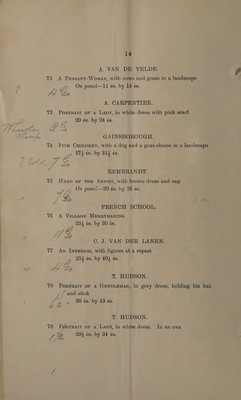 14
A. VAN DE VELDE.
72 A PEASANT-WOMAN, with cows and goats in a landscape
On panel—11 in. by 14 in.
A. CARPENTIER.
73 PORTRAIT OF A LADY, in white dress with pink scarf
29 in. by 24 in.
GAINSBOROUGH.
74 FIVE CHILDREN, with a dog and a goat-chaise in a landscape
37½ in. by 31½ in.
REMBRANDT.
75 HEAD OF THE ARTIST, with brown dress and cap
On panel—20 in. by 16 in.
FRENCH SCHOOL.
76 A VILLAGE MERRYMAKING
23½ in. by 30 in.
C. J. VAN DER LANEN.
77 AN INTERIOR, with figures at a repast
25½ in. by 40½ in.
T. HUDSON.
78 PORTRAIT OF A GENTLEMAN, in grey dress, holding his hat
and stick
38 in. by 43 in.
T. HUDSON.
79 PORTRAIT OF A LADY, in white dress. In an ova
29½ in. by 24 in.